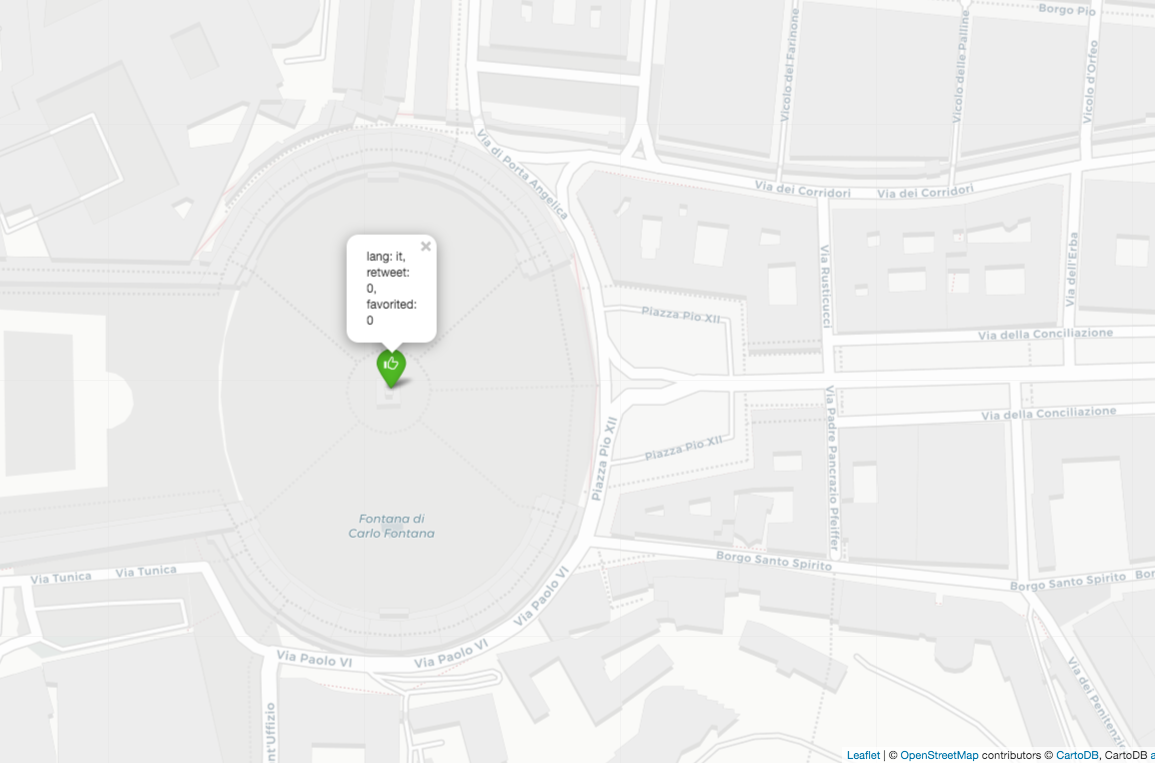 Borgo Pio
Vicolo del Farinone
Vicolo delle Palline
Vicolo d'Orfeo
Via di Porta Angelica
Via dei Corridori
Via dei Corridori
×
lang: it,
retweet:
0,
favorited:
0
Via Rusticucci
Via dell'Erba
Piazza Pio XII
Via della Conciliazione
Via della Conciliazione
Piazza Pio XII
Piazza Pio XII
Via Padre Pancrazio Pfeiffer
Fontana di
Carlo Fontana
Borgo Santo Spirito
Via Tunica
Via Tunica
Borgo Santo Spirito
Via Paolo VI
Via Paolo VI
Via Paolo VI
nt'Uffizio
Via dei Penitenzie
Leaflet | © OpenStreetMap contributors © CartoDB, CartoDB a